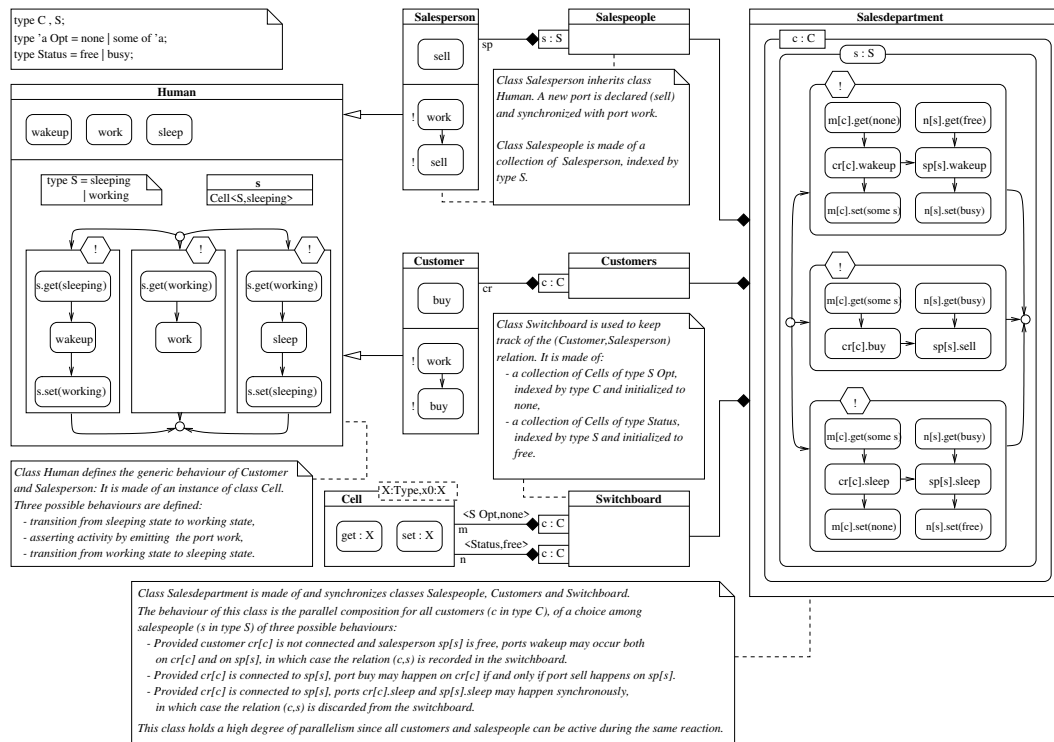 type C , S;
type 'a Opt = none | some of 'a;
type Status = free | busy;
Human
wakeup
work
sleep
type S = sleeping
| working
s
Cell<S,sleeping>
!
!
!
s.get(sleeping)
s.get(working)
s.get(working)
wakeup
work
sleep
s.set(working)
s.set(sleeping)
Class Human defines the generic behaviour of Customer
and Salesperson: It is made of an instance of class Cell.
Three possible behaviours are defined:
- transition from sleeping state to working state,
- asserting activity by emitting the port work,
- transition from working state to sleeping state.
Salesperson
sell
! work
! sell
sp
s : S
Salespeople
Class Salesperson inherits class
Human. A new port is declared (sell)
and synchronized with port work.
Class Salespeople is made of a
collection of Salesperson, indexed by
type S.
Customer
buy
! work
! buy
cr
c : C
Customers
Class Switchboard is used to keep
track of the (Customer,Salesperson)
relation. It is made of:
- a collection of Cells of type S Opt,
indexed by type C and initialized to
none,
- a collection of Cells of type Status,
indexed by type S and initialized to
free.
X:Type,x0:X
Cell
get : X
set : X
<S Opt,none>
m
c : C
<Status,free>
n
c : C
Switchboard
Salesdepartment
c : C
s : S
!
m[c].get(none)
n[s].get(free)
cr[c].wakeup
sp[s].wakeup
m[c].set(some s)
n[s].set(busy)
!
m[c].get(some s)
n[s].get(busy)
cr[c].buy
sp[s].sell
!
m[c].get(some s)
n[s].get(busy)
cr[c].sleep
sp[s].sleep
m[c].set(none)
n[s].set(free)
Class Salesdepartment is made of and synchronizes classes Salespeople, Customers and Switchboard.
The behaviour of this class is the parallel composition for all customers (c in type C), of a choice among
salespeople (s in type S) of three possible behaviours:
- Provided customer cr[c] is not connected and salesperson sp[s] is free, ports wakeup may occur both
on cr[c] and on sp[s], in which case the relation (c,s) is recorded in the switchboard.
- Provided cr[c] is connected to sp[s], port buy may happen on cr[c] if and only if port sell happens on sp[s].
- Provided cr[c] is connected to sp[s], ports cr[c].sleep and sp[s].sleep may happen synchronously,
in which case the relation (c,s) is discarded from the switchboard.
This class holds a high degree of parallelism since all customers and salespeople can be active during the same reaction.